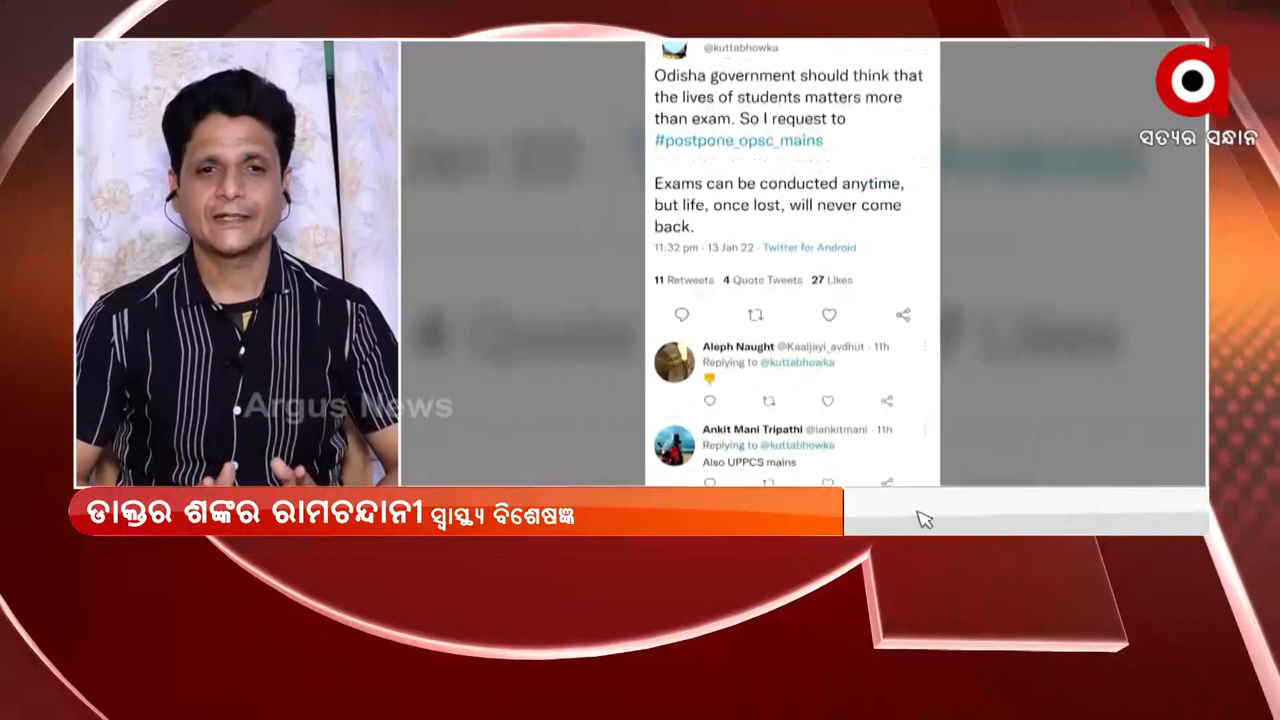 @kuttabhowka
Odisha government should think that
the lives of students matters more
than exam. So I request to
#postpone_opsc_mains
Exams can be conducted anytime,
but life, once lost, will never come
back.
11:32 pm · 13 Jan 22 · Twitter for Android
11 Retweets 4 Quote Tweets 27 Likes
Aleph Naught @Kaaljayi_avdhut · 11h
Replying to @kuttabhowka
👎
Ankit Mani Tripathi @iankitmani · 11h
Replying to @kuttabhowka
Also UPPCS mains
ସତ୍ୟର ସନ୍ଧାନ
Argus News
ଡାକ୍ତର ଶଙ୍କର ରାମଚନ୍ଦାନୀ ସ୍ୱାସ୍ଥ୍ୟ ବିଶେଷଜ୍ଞ